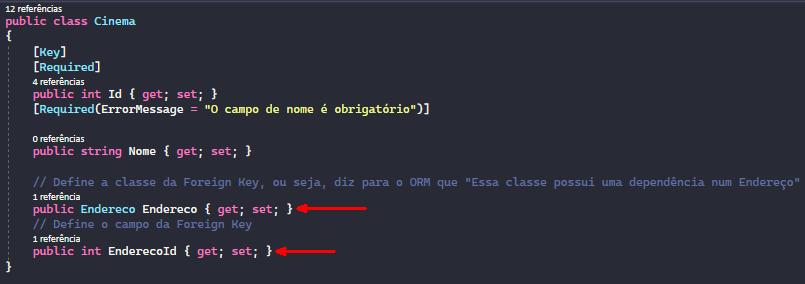 12 referências
public class Cinema
{
[Key]
[Required]
4 referências
public int Id { get; set; }
[Required(ErrorMessage = "O campo de nome é obrigatório")]
0 referências
public string Nome { get; set; }
// Define a classe da Foreign Key, ou seja, diz para o ORM que "Essa classe possui uma dependência num Endereço"
1 referência
public Endereco Endereco { get; set; }
// Define o campo da Foreign Key
1 referência
public int EnderecoId { get; set; }
}